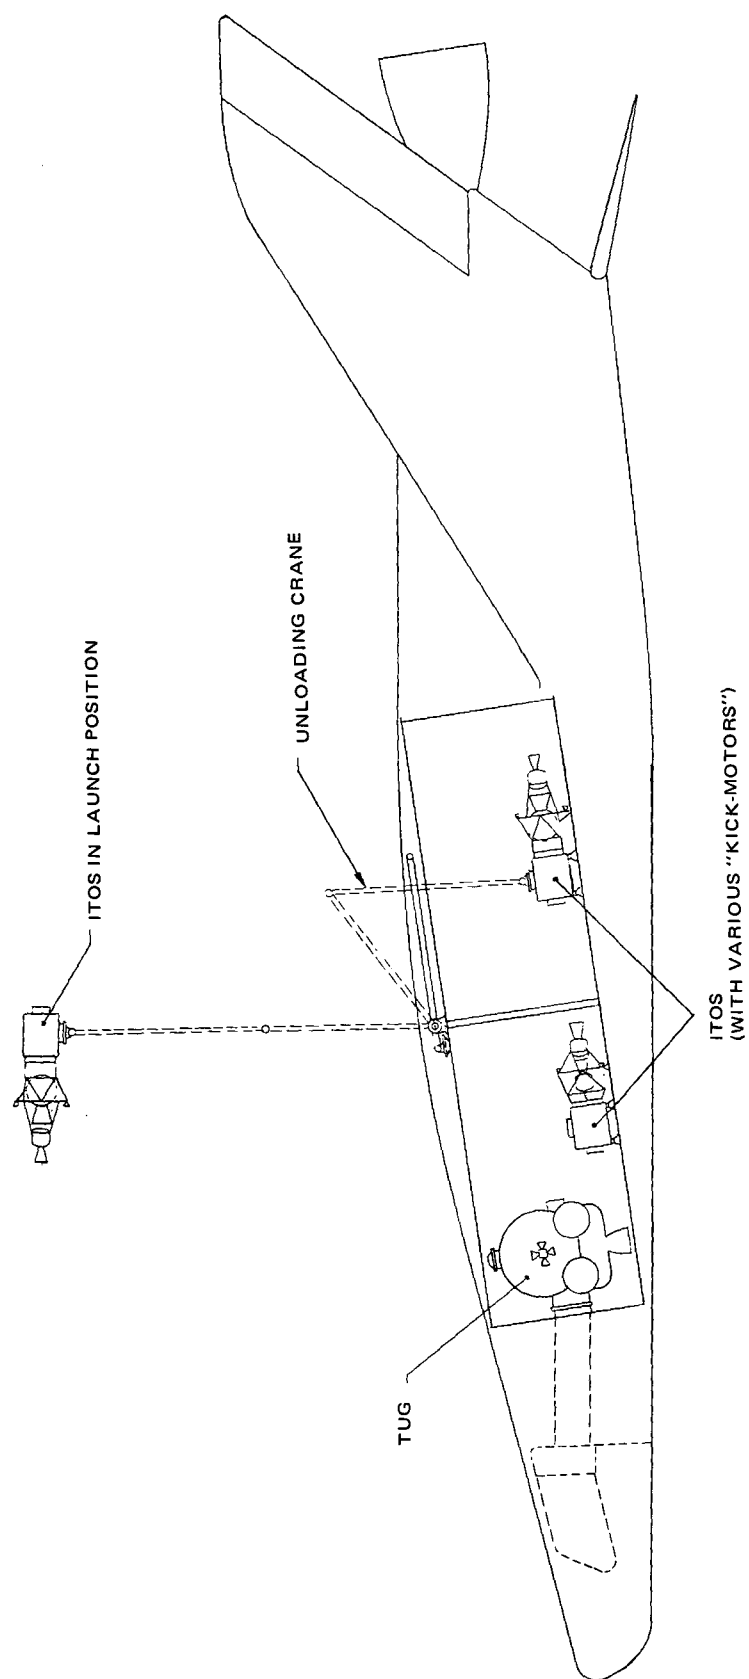 ITOS IN LAUNCH POSITION
UNLOADING CRANE
TUG
ITOS
(WITH VARIOUS "KICK-MOTORS")